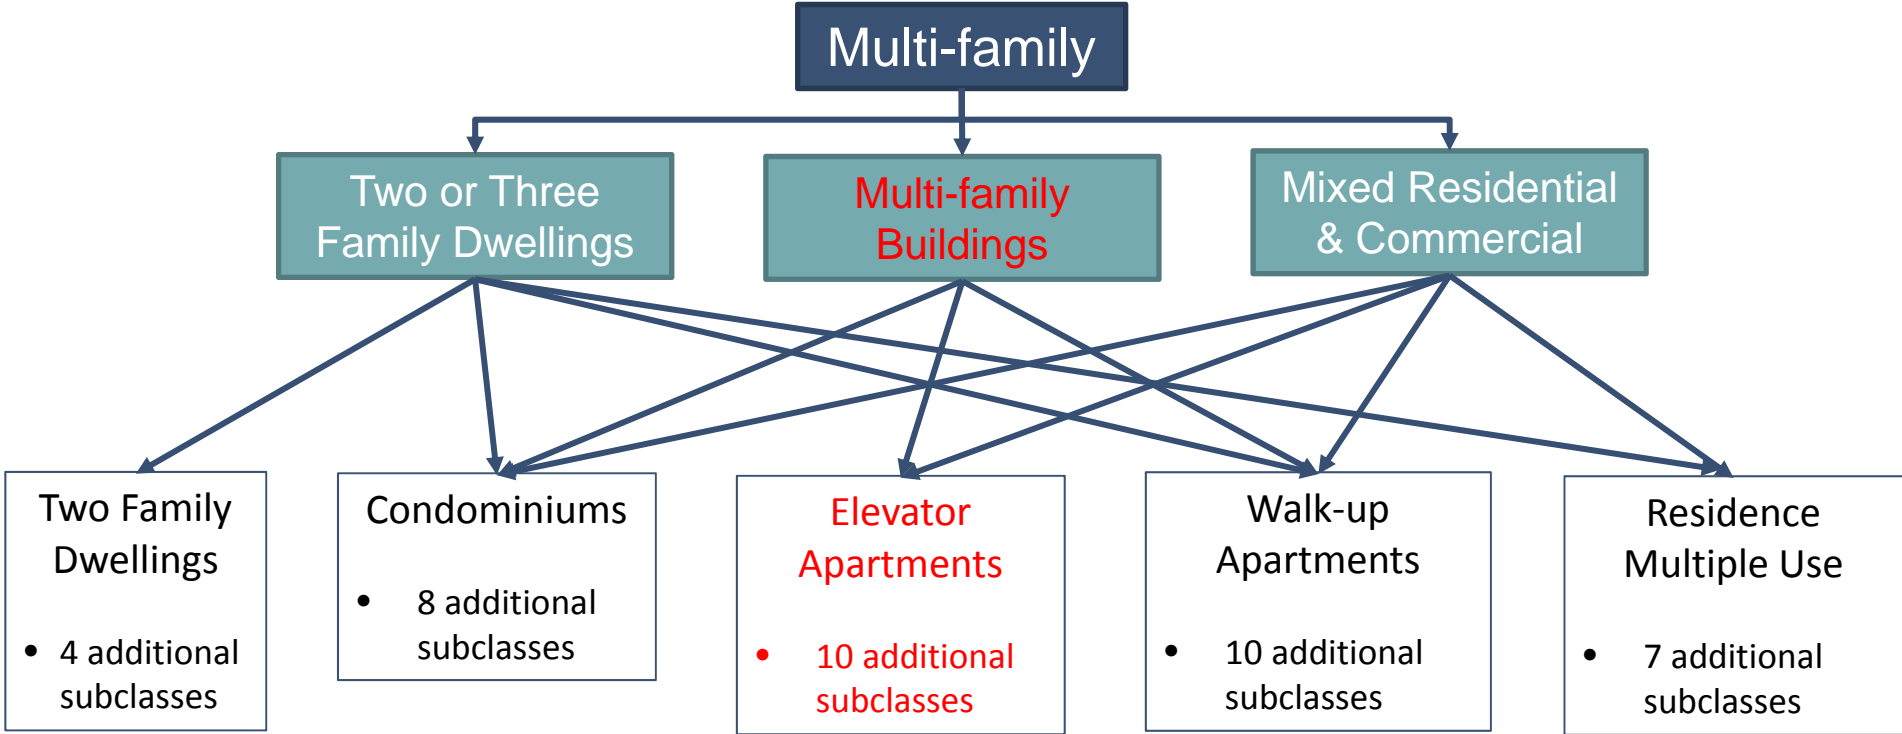 Multi-family
Two or Three
Family Dwellings
Multi-family
Buildings
Mixed Residential
& Commercial
Two Family
Dwellings
• 4 additional
subclasses
Condominiums
• 8 additional
subclasses
Elevator
Apartments
• 10 additional
subclasses
Walk-up
Apartments
• 10 additional
subclasses
Residence
Multiple Use
• 7 additional
subclasses